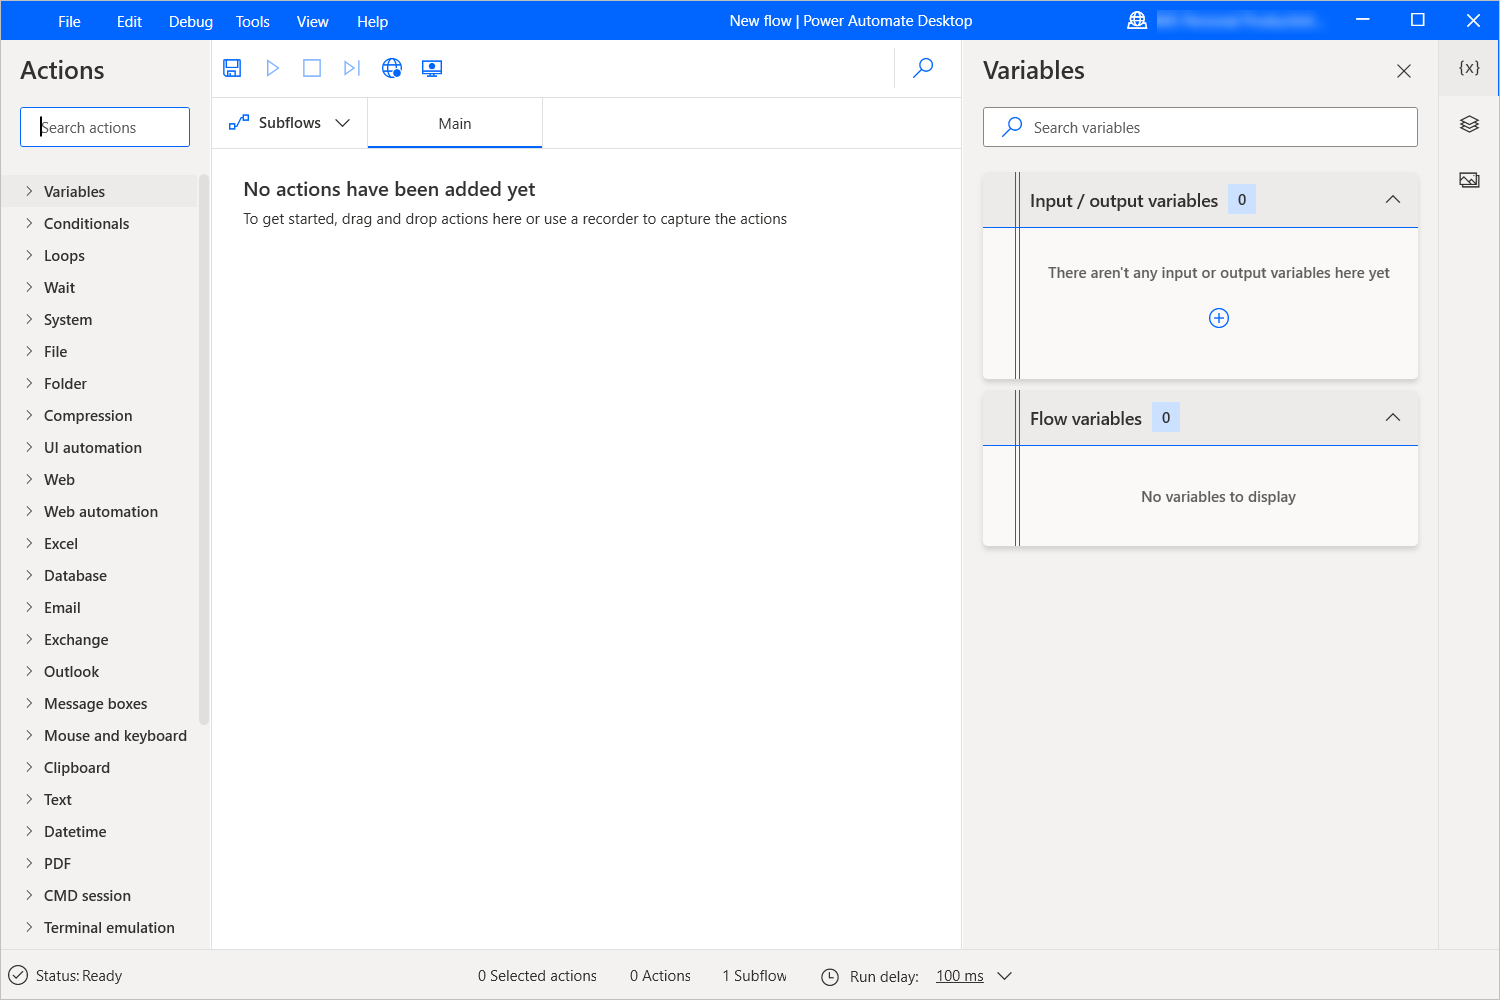 File Edit Debug Tools View Help New flow | Power Automate Desktop
Actions
Search actions
Variables
Conditionals
Loops
Wait
System
File
Folder
Compression
UI automation
Web
Web automation
Excel
Database
Email
Exchange
Outlook
Message boxes
Mouse and keyboard
Clipboard
Text
Datetime
PDF
CMD session
Terminal emulation
Subflows Main
No actions have been added yet
To get started, drag and drop actions here or use a recorder to capture the actions
Variables
{x}
Search variables
Input / output variables 0
There aren't any input or output variables here yet
Flow variables 0
No variables to display
Status: Ready 0 Selected actions 0 Actions 1 Subflow Run delay: 100 ms